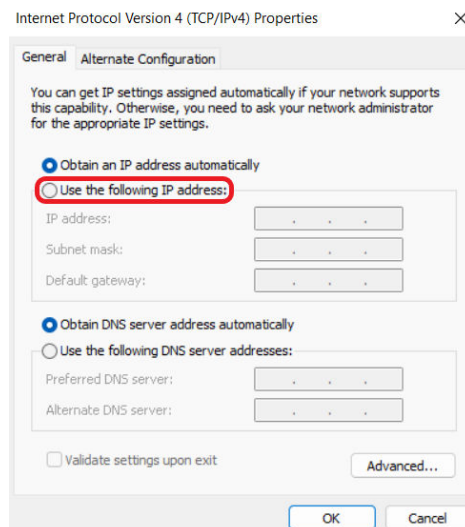 Internet Protocol Version 4 (TCP/IPv4) Properties
General
Alternate Configuration
You can get IP settings assigned automatically if your network supports
this capability. Otherwise, you need to ask your network administrator
for the appropriate IP settings.
Obtain an IP address automatically
Use the following IP address:
IP address:
Subnet mask:
Default gateway:
Obtain DNS server address automatically
Use the following DNS server addresses:
Preferred DNS server:
Alternate DNS server:
Validate settings upon exit
Advanced...
OK
Cancel